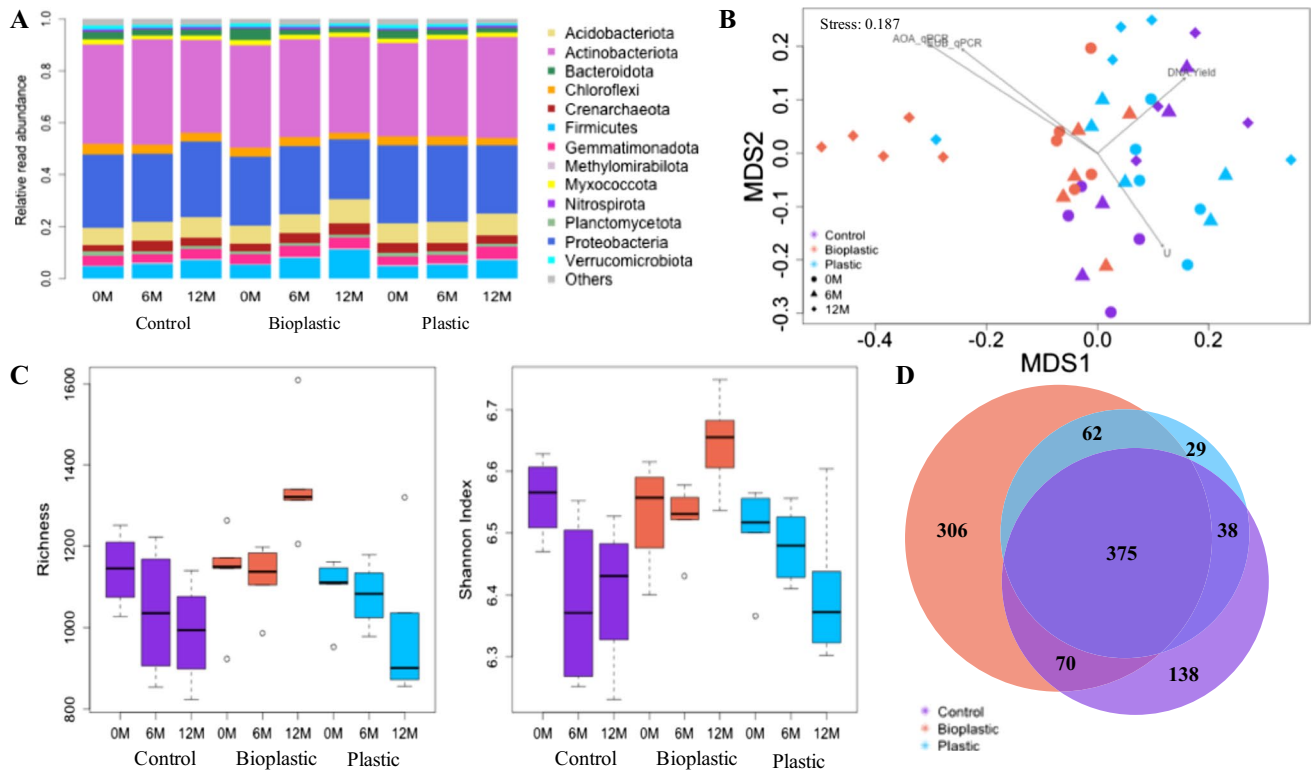 A
Relative read abundance
1.0
0.8
0.6
0.4
0.2
0.0
0M 6M 12M 0M 6M 12M 0M 6M 12M
Control Bioplastic Plastic
Acidobacteriota
Actinobacteriota
Bacteroidota
Chloroflexi
Crenarchaeota
Firmicutes
Gemmatimonadota
Methylomirabilota
Myxococcota
Nitrospirota
Planctomycetota
Proteobacteria
Verrucomicrobiota
Others
B
Stress: 0.187
AOA_qPCR
EUB_qPCR
DNA.Yield
U
MDS2
0.2
0.1
0.0
-0.1
-0.2
-0.3
Control
Bioplastic
Plastic
0M
6M
12M
-0.4 -0.2 0.0 0.2
MDS1
C
Richness
1600
1400
1200
1000
800
0M 6M 12M 0M 6M 12M 0M 6M 12M
Control Bioplastic Plastic
Shannon Index
6.7
6.6
6.5
6.4
6.3
0M 6M 12M 0M 6M 12M 0M 6M 12M
Control Bioplastic Plastic
D
62
29
306
375
38
70
138
Control
Bioplastic
Plastic